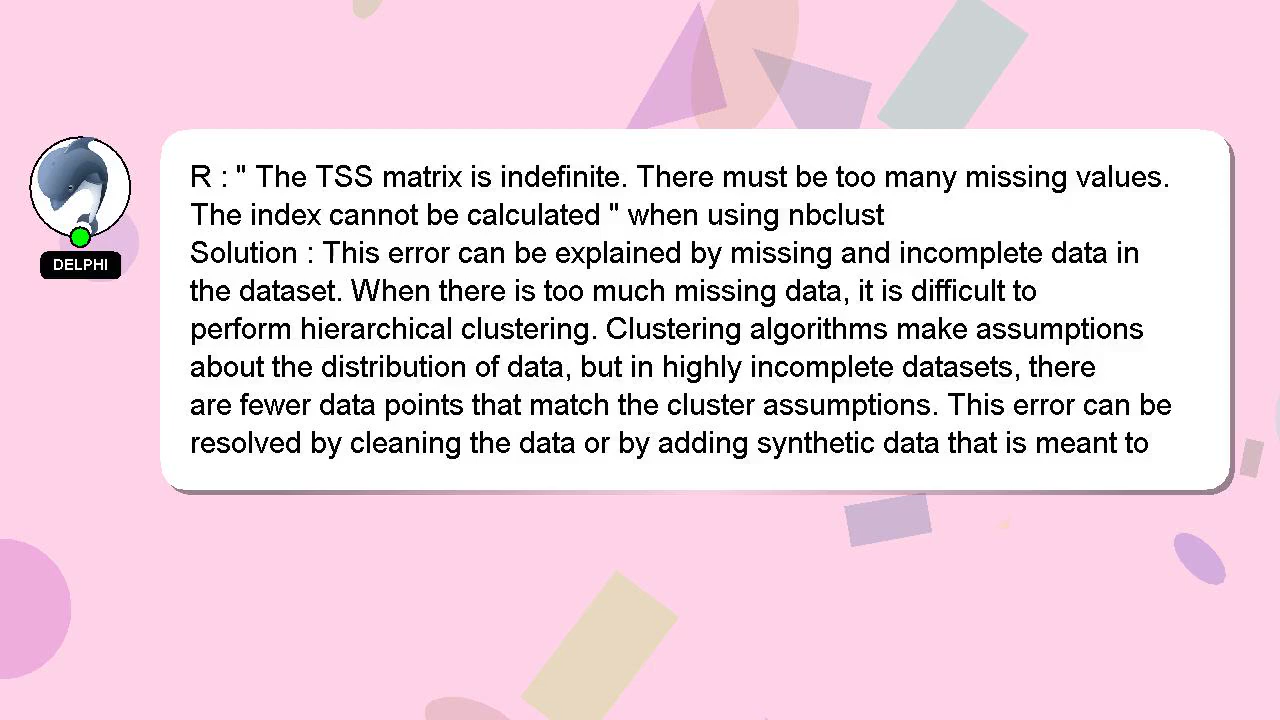 R : " The TSS matrix is indefinite. There must be too many missing values.
The index cannot be calculated " when using nbclust
Solution : This error can be explained by missing and incomplete data in
the dataset. When there is too much missing data, it is difficult to
perform hierarchical clustering. Clustering algorithms make assumptions
about the distribution of data, but in highly incomplete datasets, there
are fewer data points that match the cluster assumptions. This error can be
resolved by cleaning the data or by adding synthetic data that is meant to
DELPHI